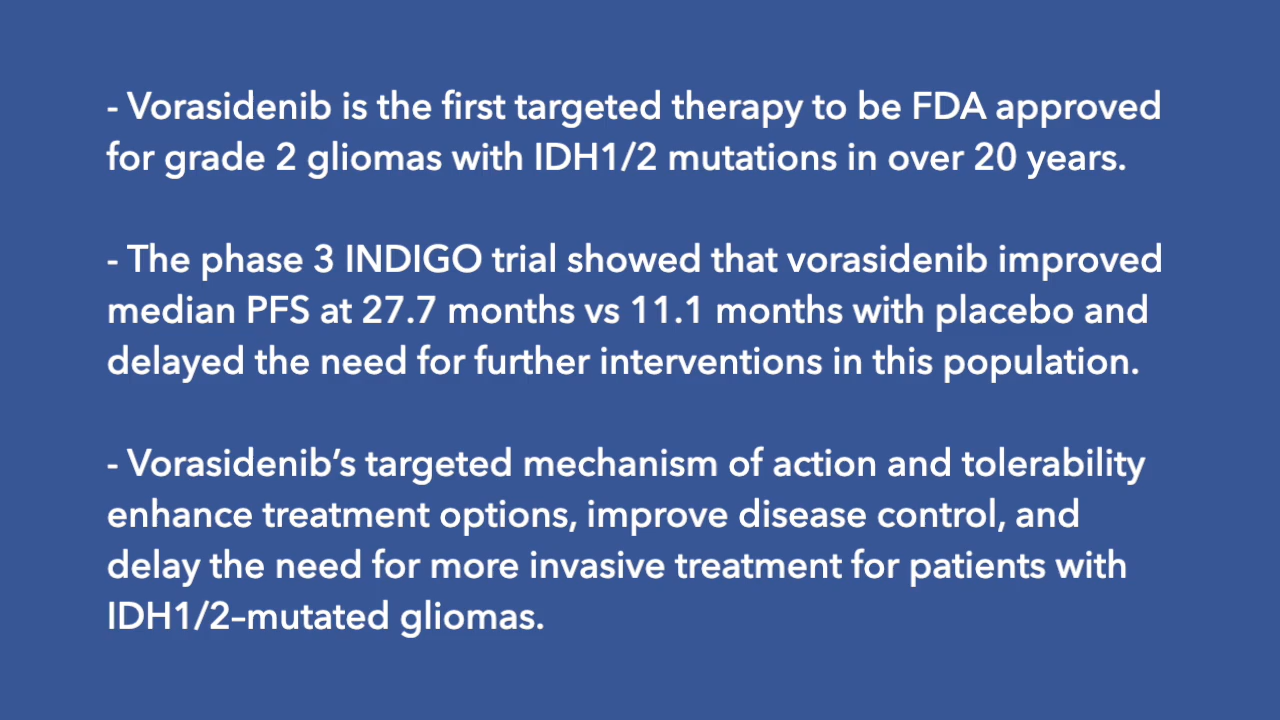 - Vorasidenib is the first targeted therapy to be FDA approved
for grade 2 gliomas with IDH1/2 mutations in over 20 years.
- The phase 3 INDIGO trial showed that vorasidenib improved
median PFS at 27.7 months vs 11.1 months with placebo and
delayed the need for further interventions in this population.
- Vorasidenib’s targeted mechanism of action and tolerability
enhance treatment options, improve disease control, and
delay the need for more invasive treatment for patients with
IDH1/2–mutated gliomas.